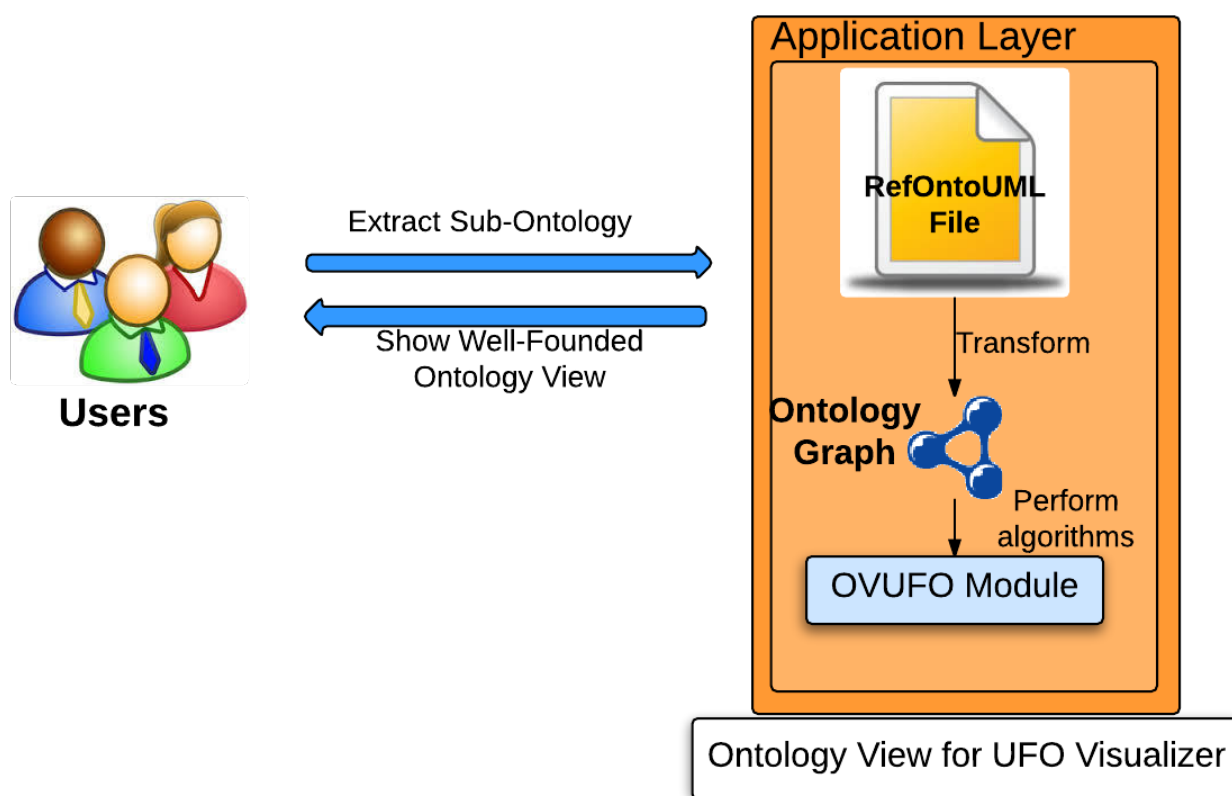 Application Layer
RefOntoUML
File
Extract Sub-Ontology
Show Well-Founded
Ontology View
Users
Transform
Ontology
Graph
Perform
algorithms
OVUFO Module
Ontology View for UFO Visualizer